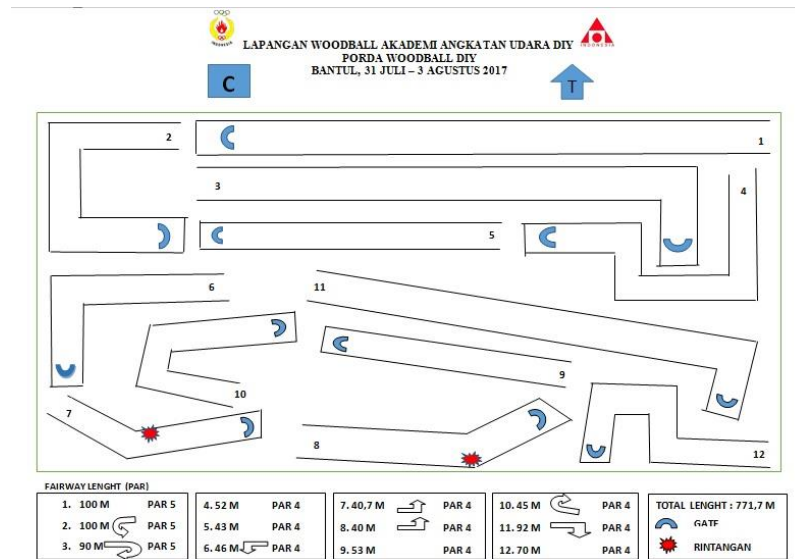 INDONESIA
INDONESIA
LAPANGAN WOODBALL AKADEMI ANGKATAN UDARA DIY
PORDA WOODBALL DIY
BANTUL, 31 JULI – 3 AGUSTUS 2017
C
T
2
1
3
4
5
6
11
9
10
7
8
12
FAIRWAY LENGHT (PAR)
1. 100 M PAR 5
2. 100 M PAR 5
3. 90 M PAR 5
4. 52 M PAR 4
5. 43 M PAR 4
6. 46 M PAR 4
7. 40,7 M PAR 4
8. 40 M PAR 4
9. 53 M PAR 4
10. 45 M PAR 4
11. 92 M PAR 4
12. 70 M PAR 4
TOTAL LENGHT : 771,7 M
GATE
RINTANGAN